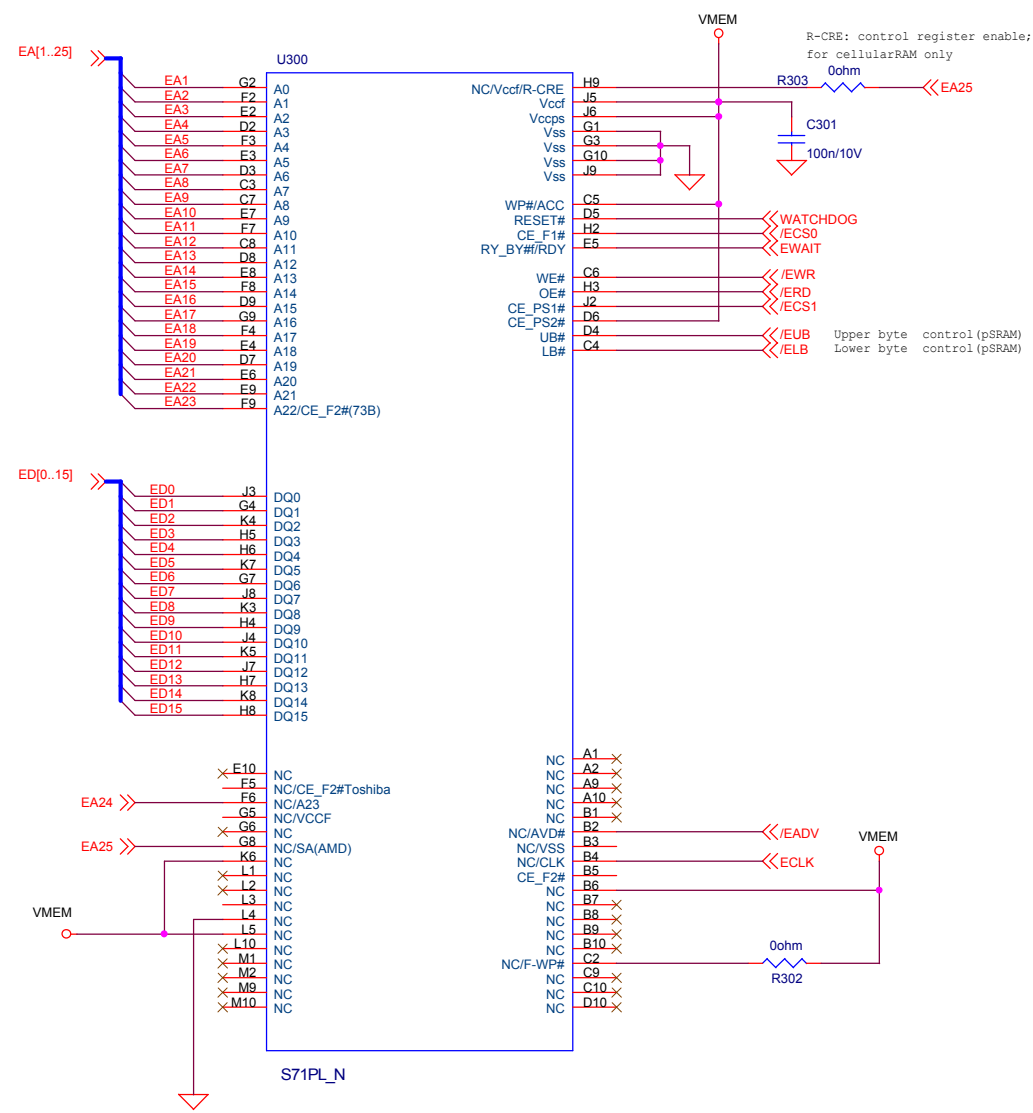 VMEM
R-CRE: control register enable;
for cellularRAM only
EA[1..25]
U300
R303 0ohm
EA1 G2 A0 NC/Vccf/R-CRE H9 EA25
EA2 F2 A1 Vccf J5
EA3 E2 A2 Vccps J6
EA4 D2 A3 Vss G1 C301
EA5 F3 A4 Vss G3
EA6 E3 A5 Vss G10 100n/10V
EA7 D3 A6 Vss J9
EA8 C3 A7
EA9 C7 A8 WP#/ACC C5
EA10 E7 A9 RESET# D5 WATCHDOG
EA11 F7 A10 CE_F1# H2 /ECS0
EA12 C8 A11 RY_BY#f/RDY E5 EWAIT
EA13 D8 A12
EA14 E8 A13 WE# C6 /EWR
EA15 F8 A14 OE# H3 /ERD
EA16 D9 A15 CE_PS1# J2 /ECS1
EA17 G9 A16 CE_PS2# D6
EA18 F4 A17 UB# D4 /EUB Upper byte control(pSRAM)
EA19 E4 A18 LB# C4 /ELB Lower byte control(pSRAM)
EA20 D7 A19
EA21 E6 A20
EA22 E9 A21
EA23 F9 A22/CE_F2#(73B)
ED[0..15]
ED0 J3 DQ0
ED1 G4 DQ1
ED2 K4 DQ2
ED3 H5 DQ3
ED4 H6 DQ4
ED5 K7 DQ5
ED6 G7 DQ6
ED7 J8 DQ7
ED8 K3 DQ8
ED9 H4 DQ9
ED10 J4 DQ10
ED11 K5 DQ11
ED12 J7 DQ12
ED13 H7 DQ13
ED14 K8 DQ14
ED15 H8 DQ15
NC A1
E10 NC NC A2
F5 NC/CE_F2#Toshiba NC A9
EA24 F6 NC/A23 NC A10
G5 NC/VCCF NC B1
G6 NC NC/AVD# B2 /EADV
EA25 G8 NC/SA(AMD) NC/VSS B3 VMEM
K6 NC NC/CLK B4 ECLK
L1 NC CE_F2# B5
L2 NC NC B6
L3 NC NC B7
VMEM L4 NC NC B8
L5 NC NC B9
L10 NC NC B10 0ohm
M1 NC NC/F-WP# C2
M2 NC NC C9 R302
M9 NC NC C10
M10 NC NC D10
S71PL_N